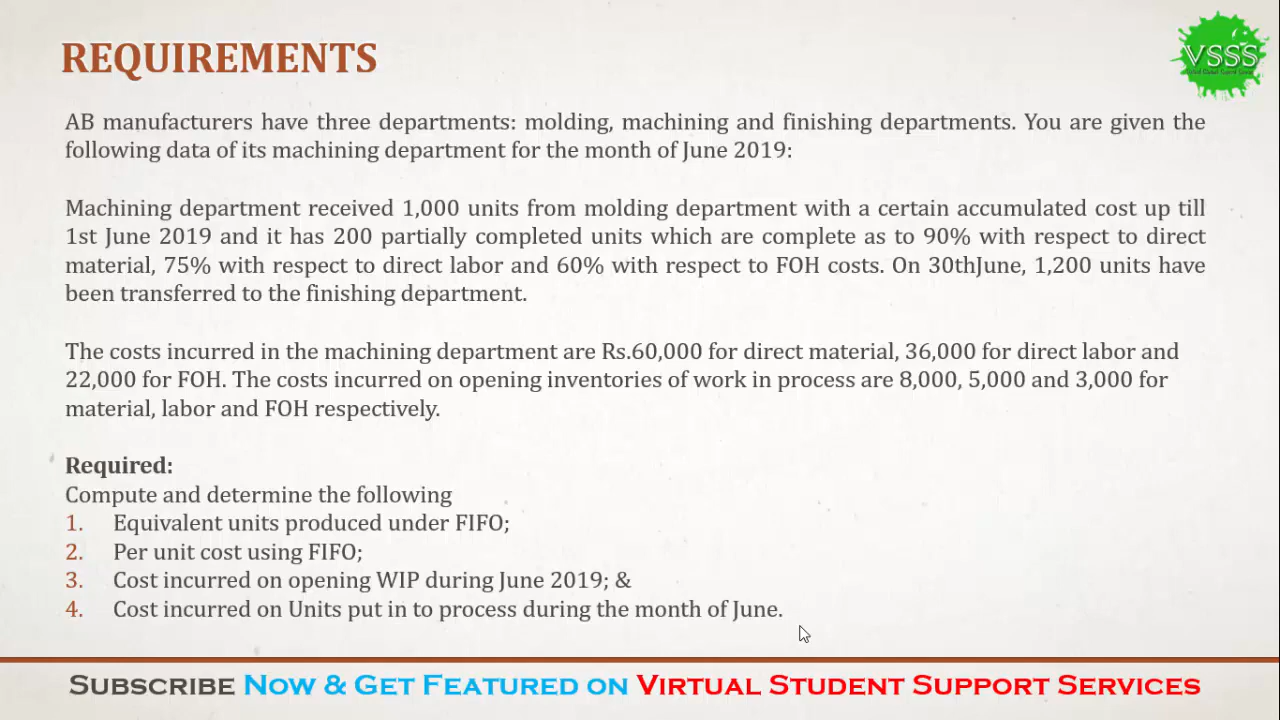 REQUIREMENTS
VSSS
AB manufacturers have three departments: molding, machining and finishing departments. You are given the
following data of its machining department for the month of June 2019:
Machining department received 1,000 units from molding department with a certain accumulated cost up till
1st June 2019 and it has 200 partially completed units which are complete as to 90% with respect to direct
material, 75% with respect to direct labor and 60% with respect to FOH costs. On 30thJune, 1,200 units have
been transferred to the finishing department.
The costs incurred in the machining department are Rs.60,000 for direct material, 36,000 for direct labor and
22,000 for FOH. The costs incurred on opening inventories of work in process are 8,000, 5,000 and 3,000 for
material, labor and FOH respectively.
Required:
Compute and determine the following
1. Equivalent units produced under FIFO;
2. Per unit cost using FIFO;
3. Cost incurred on opening WIP during June 2019; &
4. Cost incurred on Units put in to process during the month of June.
SUBSCRIBE NOW & GET FEATURED ON VIRTUAL STUDENT SUPPORT SERVICES